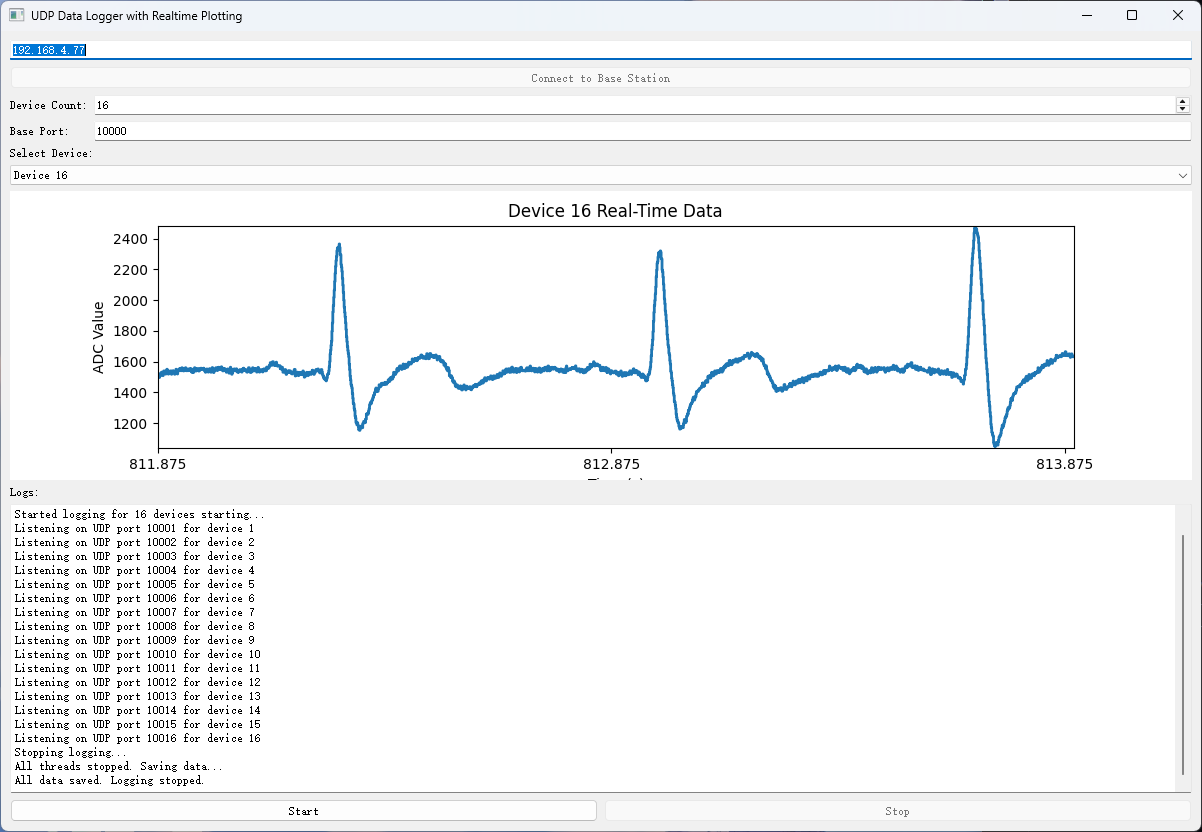 UDP Data Logger with Realtime Plotting
192.168.4.77
Connect to Base Station
Device Count: 16
Base Port: 10000
Select Device:
Device 16
Device 16 Real-Time Data
2400
2200
2000
1800
1600
1400
1200
ADC Value
811.875 812.875 813.875
Logs:
Started logging for 16 devices starting...
Listening on UDP port 10001 for device 1
Listening on UDP port 10002 for device 2
Listening on UDP port 10003 for device 3
Listening on UDP port 10004 for device 4
Listening on UDP port 10005 for device 5
Listening on UDP port 10006 for device 6
Listening on UDP port 10007 for device 7
Listening on UDP port 10008 for device 8
Listening on UDP port 10009 for device 9
Listening on UDP port 10010 for device 10
Listening on UDP port 10011 for device 11
Listening on UDP port 10012 for device 12
Listening on UDP port 10013 for device 13
Listening on UDP port 10014 for device 14
Listening on UDP port 10015 for device 15
Listening on UDP port 10016 for device 16
Stopping logging...
All threads stopped. Saving data...
All data saved. Logging stopped.
Start Stop